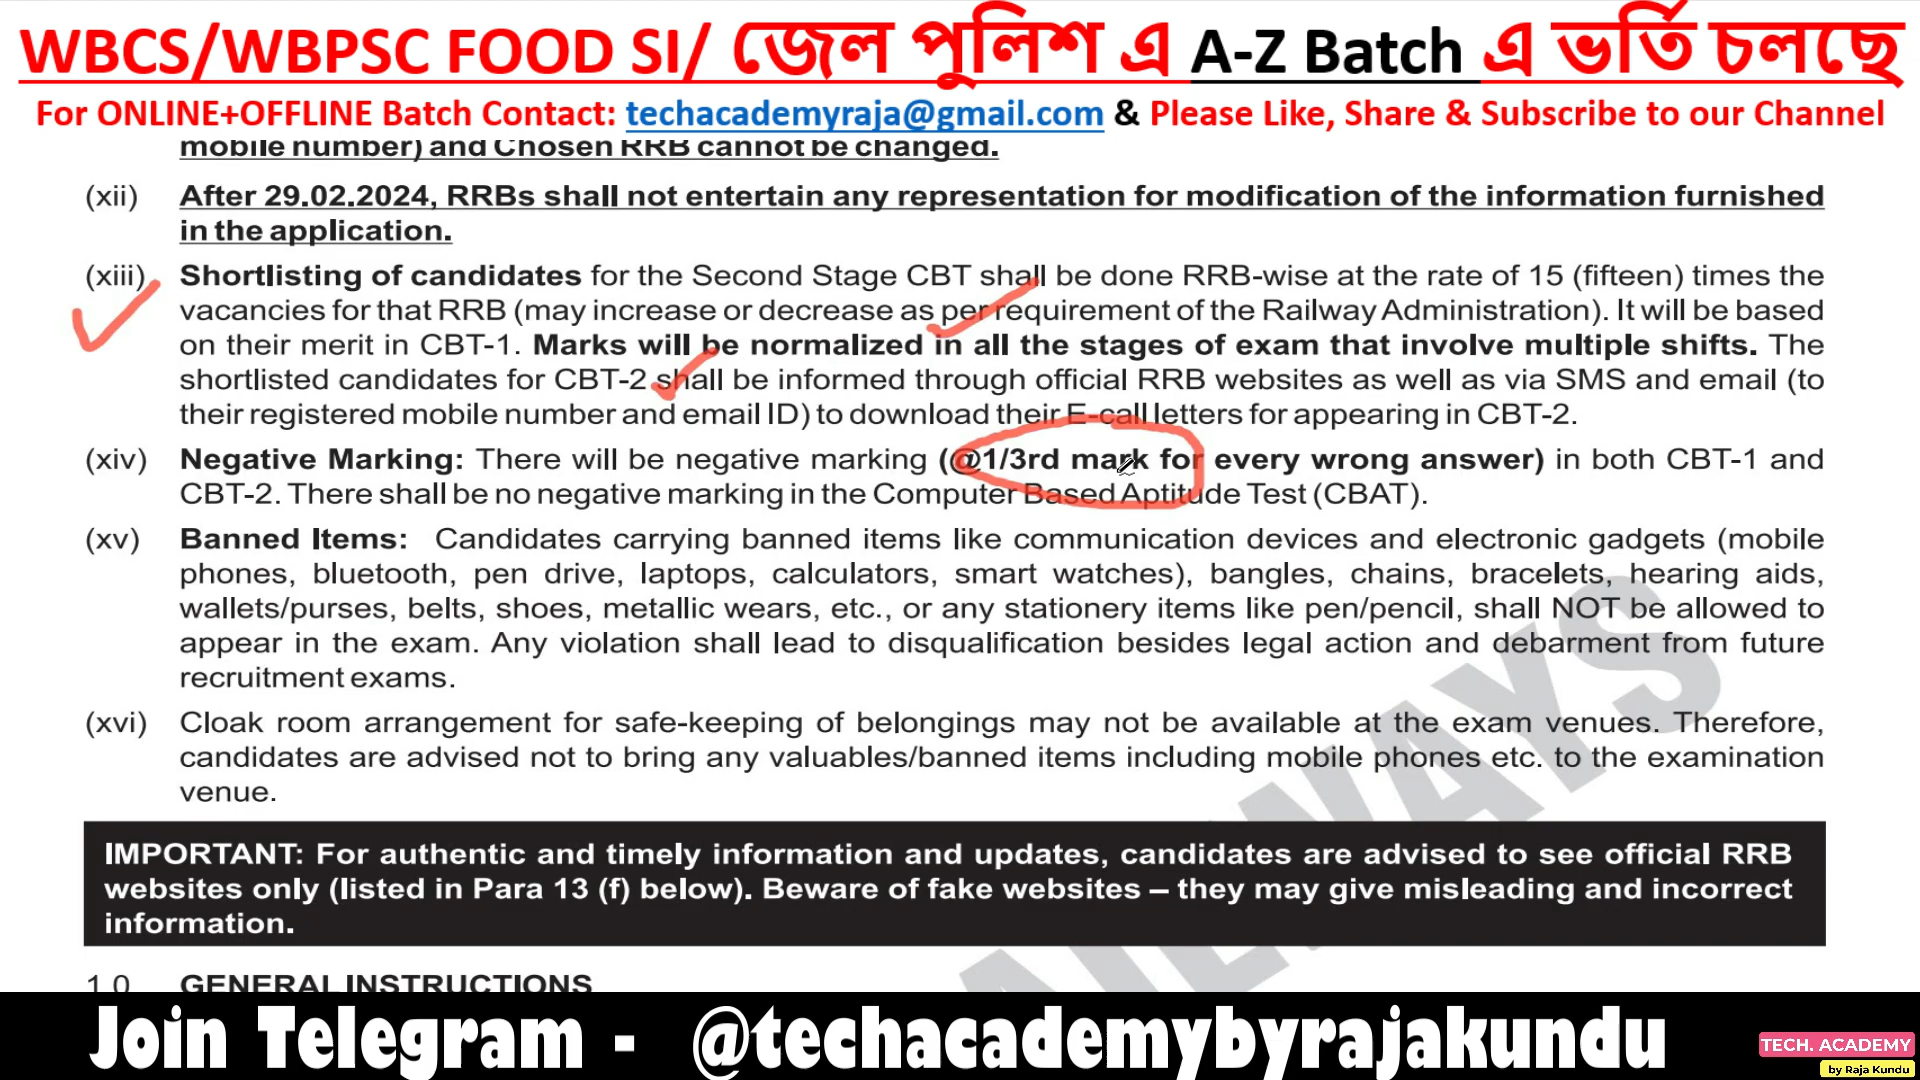 WBCS/WBPSC FOOD SI/ জেল পুলিশ এ A-Z Batch এ ভর্তি চলছে
For ONLINE+OFFLINE Batch Contact: techacademyraja@gmail.com & Please Like, Share & Subscribe to our Channel
mobile number) and Chosen RRB cannot be changed.
(xii) After 29.02.2024, RRBs shall not entertain any representation for modification of the information furnished
in the application.
(xiii) Shortlisting of candidates for the Second Stage CBT shall be done RRB-wise at the rate of 15 (fifteen) times the
vacancies for that RRB (may increase or decrease as per requirement of the Railway Administration). It will be based
on their merit in CBT-1. Marks will be normalized in all the stages of exam that involve multiple shifts. The
shortlisted candidates for CBT-2 shall be informed through official RRB websites as well as via SMS and email (to
their registered mobile number and email ID) to download their E-call letters for appearing in CBT-2.
(xiv) Negative Marking: There will be negative marking (@1/3rd mark for every wrong answer) in both CBT-1 and
CBT-2. There shall be no negative marking in the Computer Based Aptitude Test (CBAT).
(xv) Banned Items: Candidates carrying banned items like communication devices and electronic gadgets (mobile
phones, bluetooth, pen drive, laptops, calculators, smart watches), bangles, chains, bracelets, hearing aids,
wallets/purses, belts, shoes, metallic wears, etc., or any stationery items like pen/pencil, shall NOT be allowed to
appear in the exam. Any violation shall lead to disqualification besides legal action and debarment from future
recruitment exams.
(xvi) Cloak room arrangement for safe-keeping of belongings may not be available at the exam venues. Therefore,
candidates are advised not to bring any valuables/banned items including mobile phones etc. to the examination
venue.
IMPORTANT: For authentic and timely information and updates, candidates are advised to see official RRB
websites only (listed in Para 13 (f) below). Beware of fake websites – they may give misleading and incorrect
information.
1.0 GENERAL INSTRUCTIONS
Join Telegram - @techacademybyrajakundu
TECH. ACADEMY
by Raja Kundu